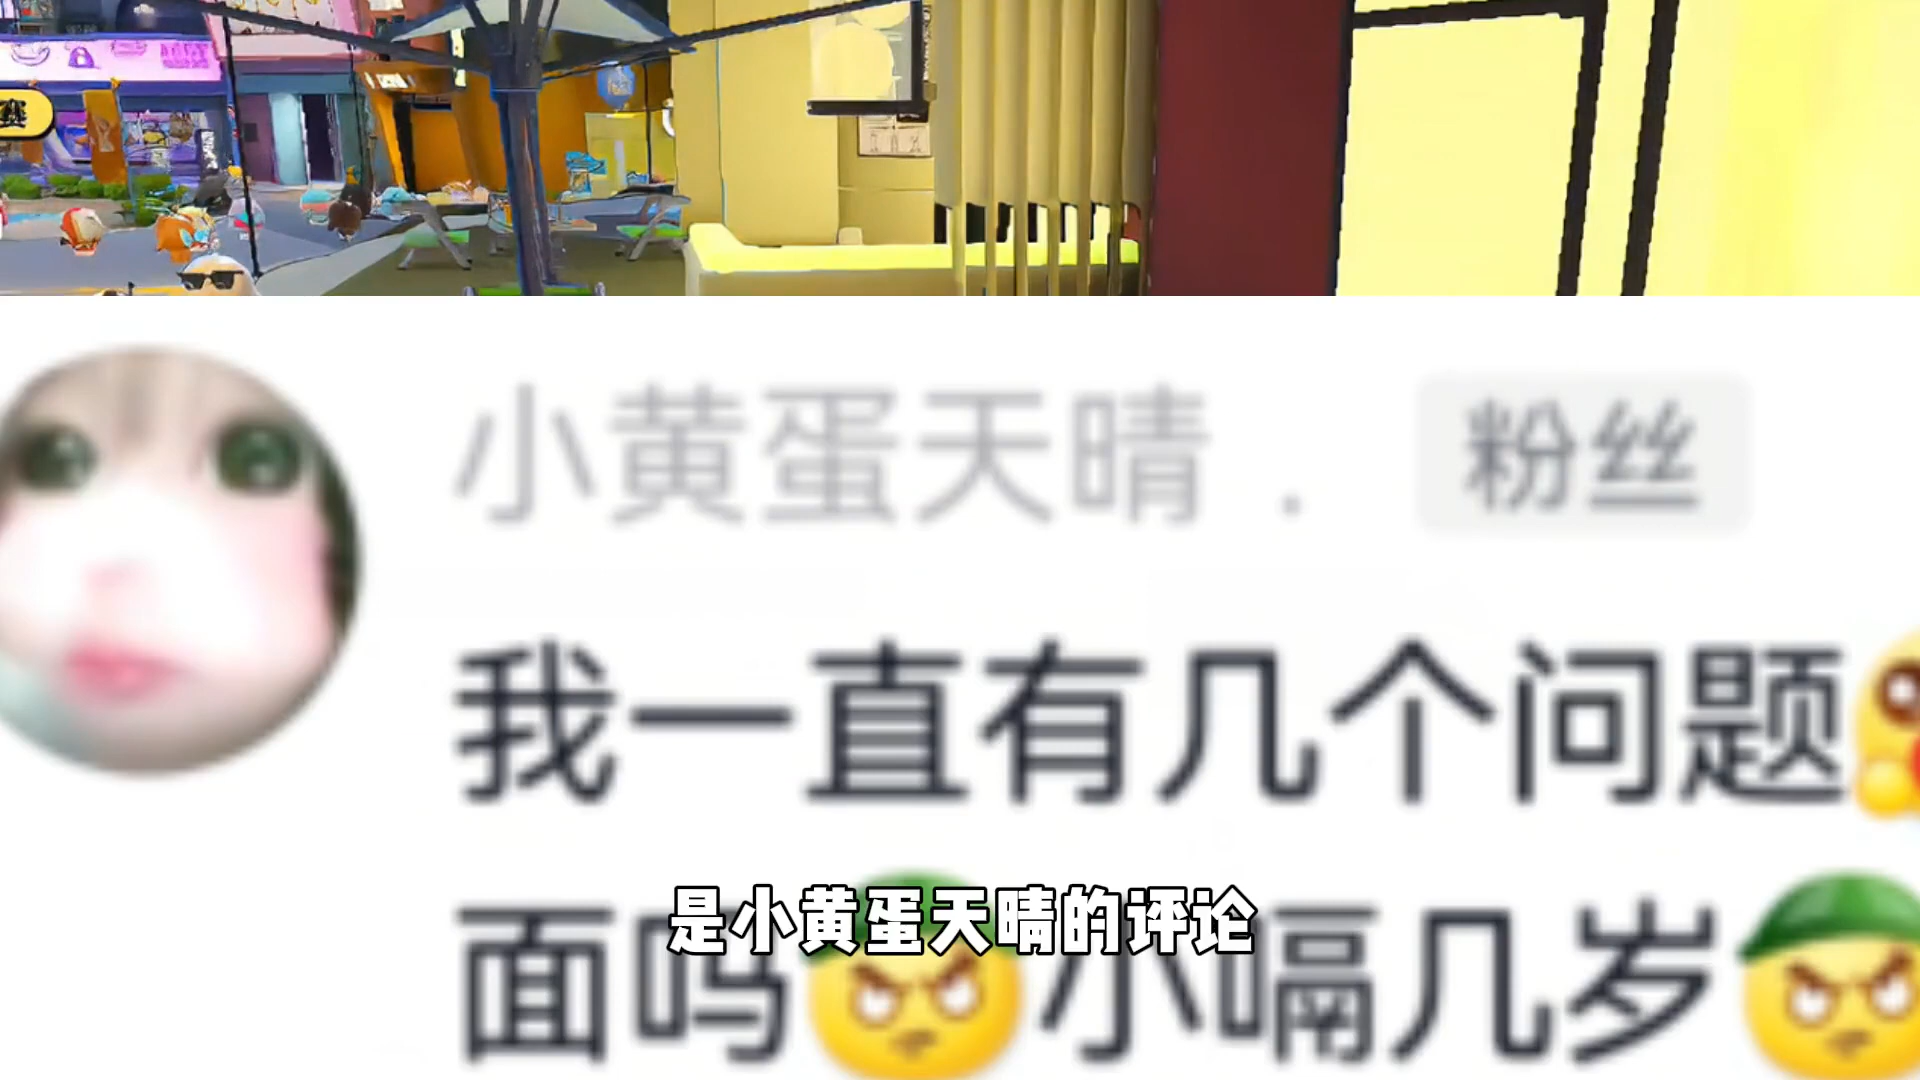 小黄蛋天晴.
粉丝
我一直有几个问题
面吗 小嗝几岁
是小黄蛋天晴的评论